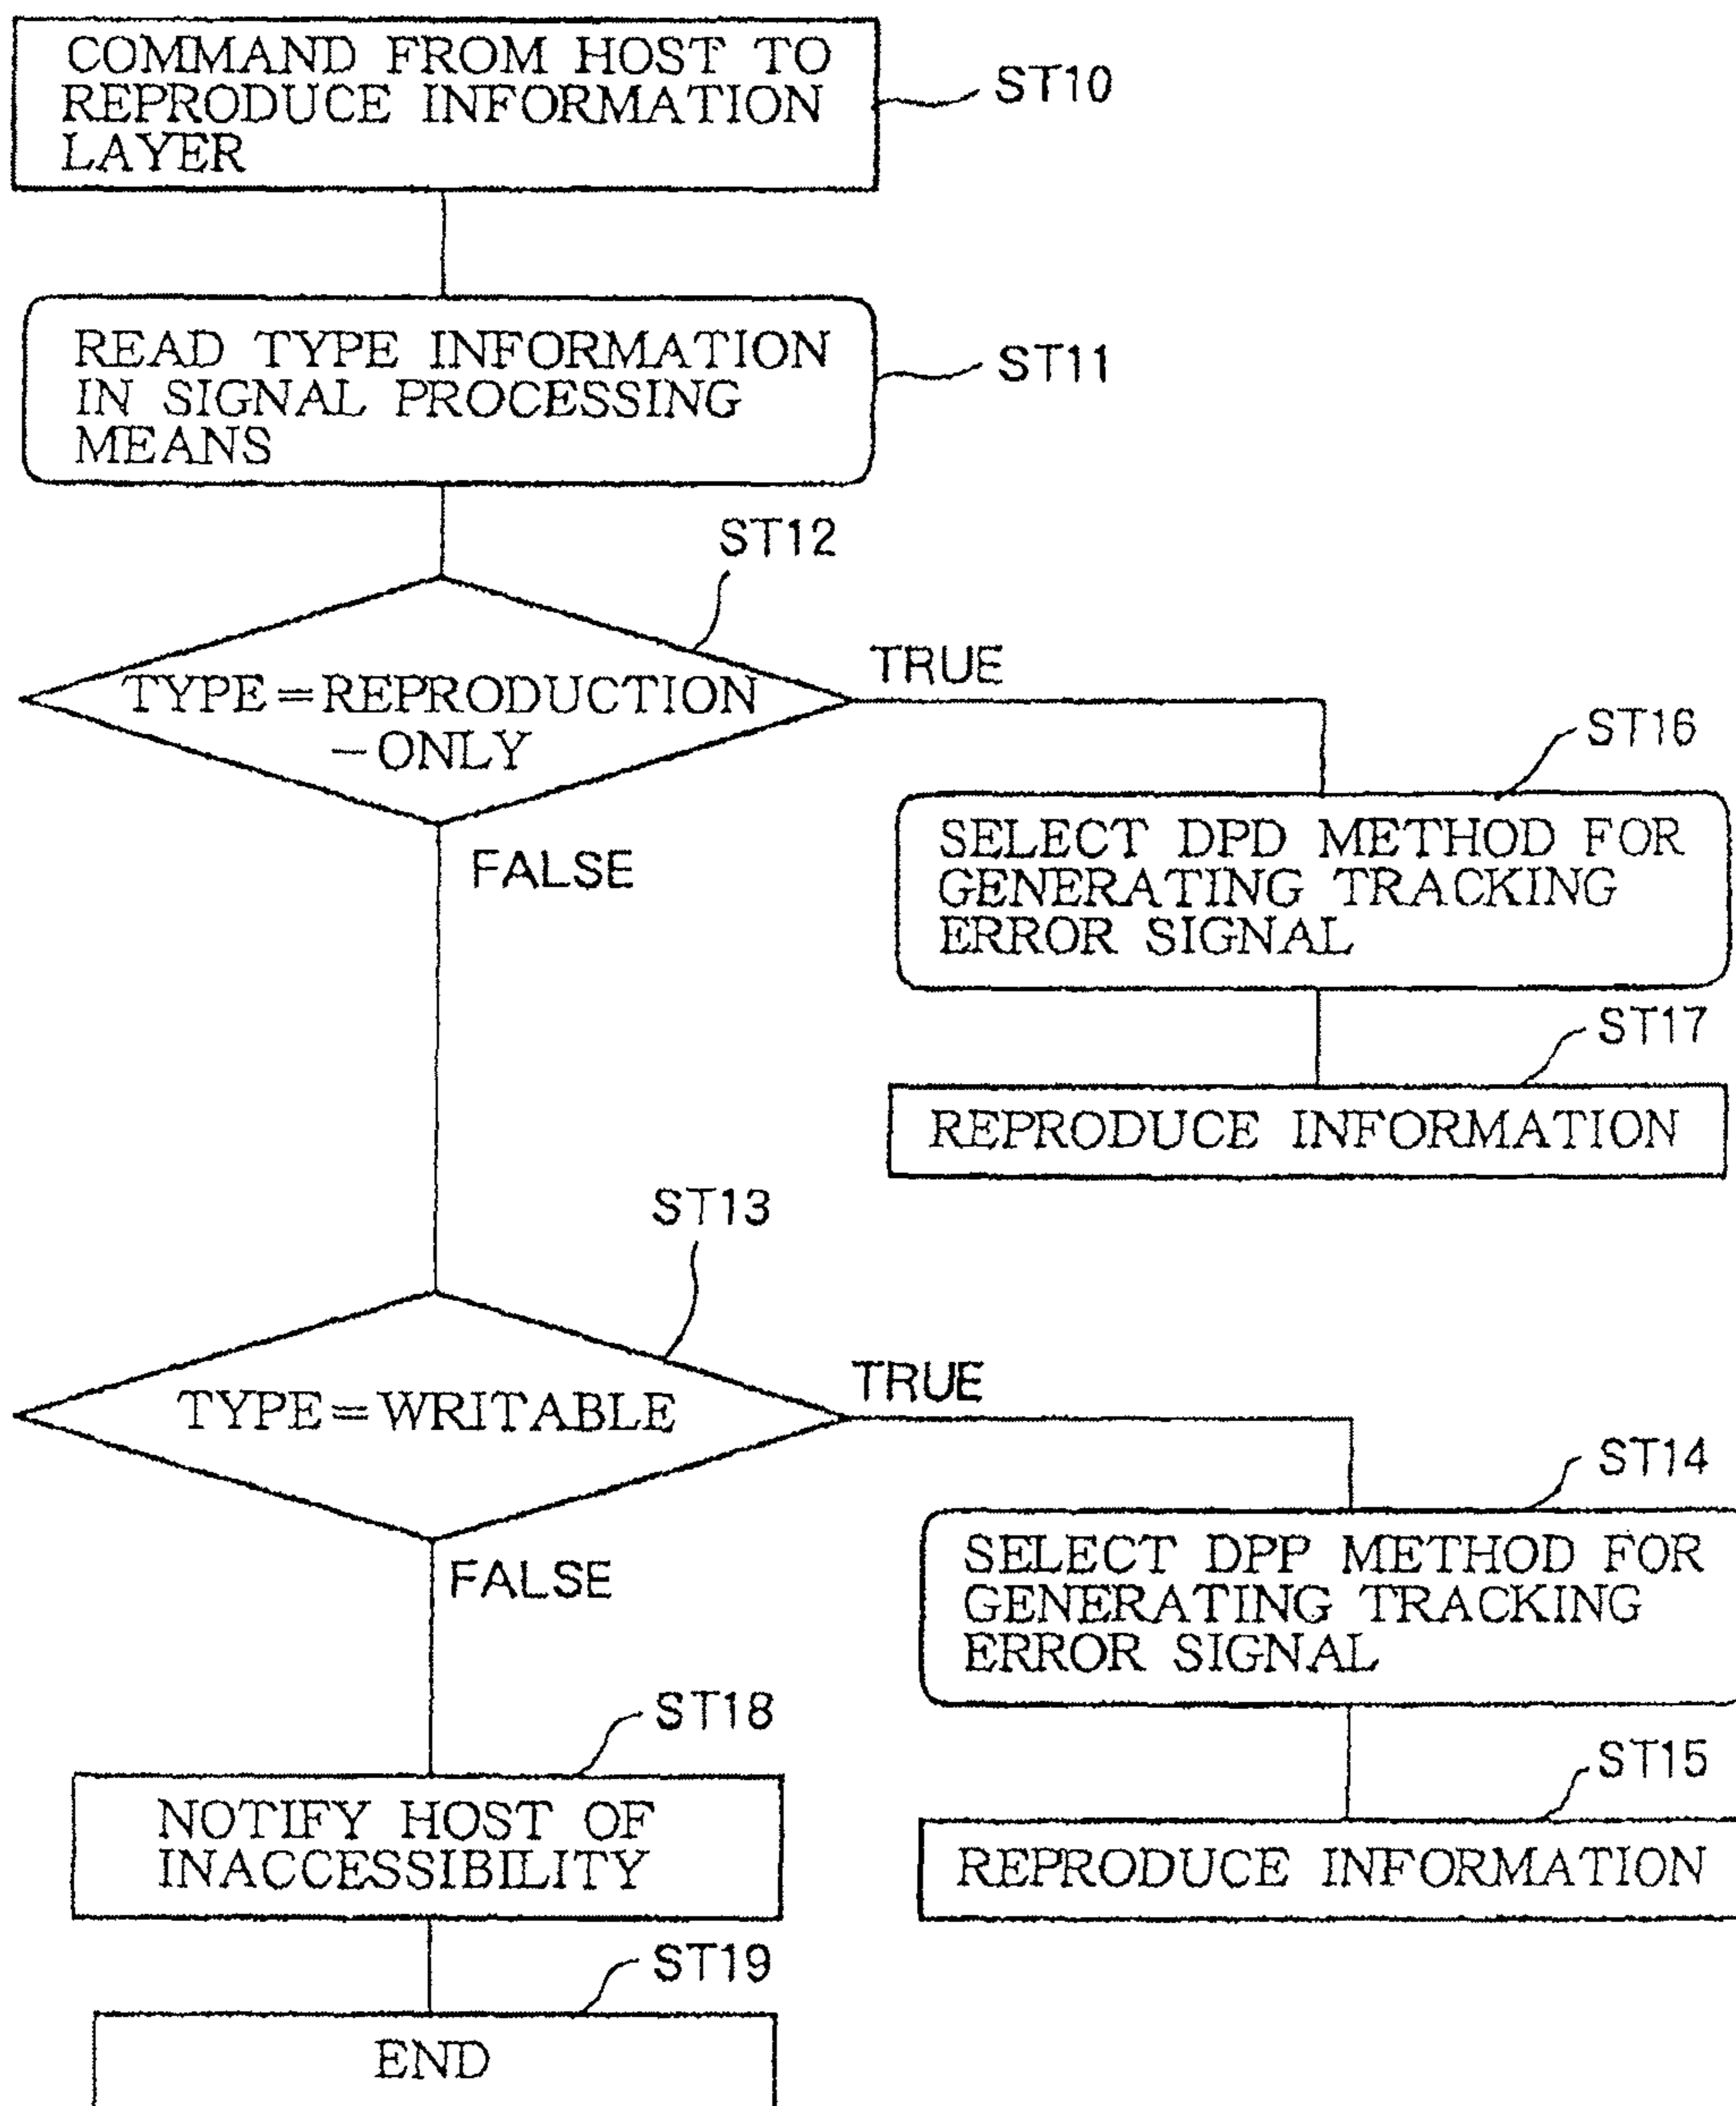 COMMAND FROM HOST TO
REPRODUCE INFORMATION
LAYER
ST10
READ TYPE INFORMATION
IN SIGNAL PROCESSING
MEANS
ST11
ST12
TYPE=REPRODUCTION
-ONLY
TRUE
FALSE
ST16
SELECT DPD METHOD FOR
GENERATING TRACKING
ERROR SIGNAL
ST17
REPRODUCE INFORMATION
ST13
TYPE=WRITABLE
TRUE
FALSE
ST14
SELECT DPP METHOD FOR
GENERATING TRACKING
ERROR SIGNAL
ST15
REPRODUCE INFORMATION
ST18
NOTIFY HOST OF
INACCESSIBILITY
ST19
END